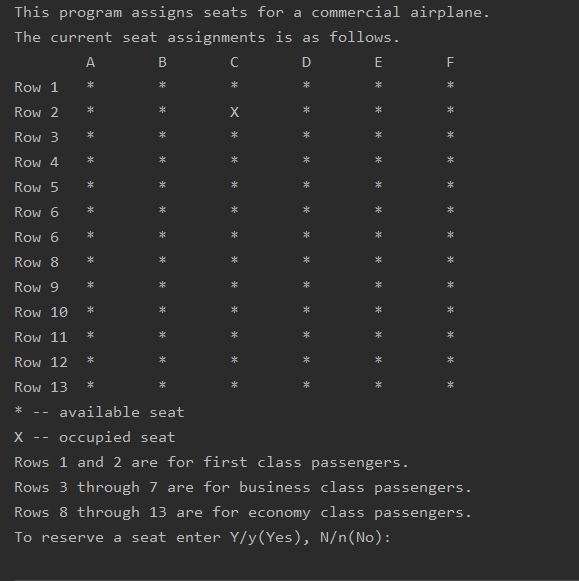 This program assigns seats for a commercial airplane.
The current seat assignments is as follows.
A B C D E F
Row 1 * * * * * *
Row 2 * * X * * *
Row 3 * * * * * *
Row 4 * * * * * *
Row 5 * * * * * *
Row 6 * * * * * *
Row 6 * * * * * *
Row 8 * * * * * *
Row 9 * * * * * *
Row 10 * * * * * *
Row 11 * * * * * *
Row 12 * * * * * *
Row 13 * * * * * *
* -- available seat
X -- occupied seat
Rows 1 and 2 are for first class passengers.
Rows 3 through 7 are for business class passengers.
Rows 8 through 13 are for economy class passengers.
To reserve a seat enter Y/y(Yes), N/n(No):